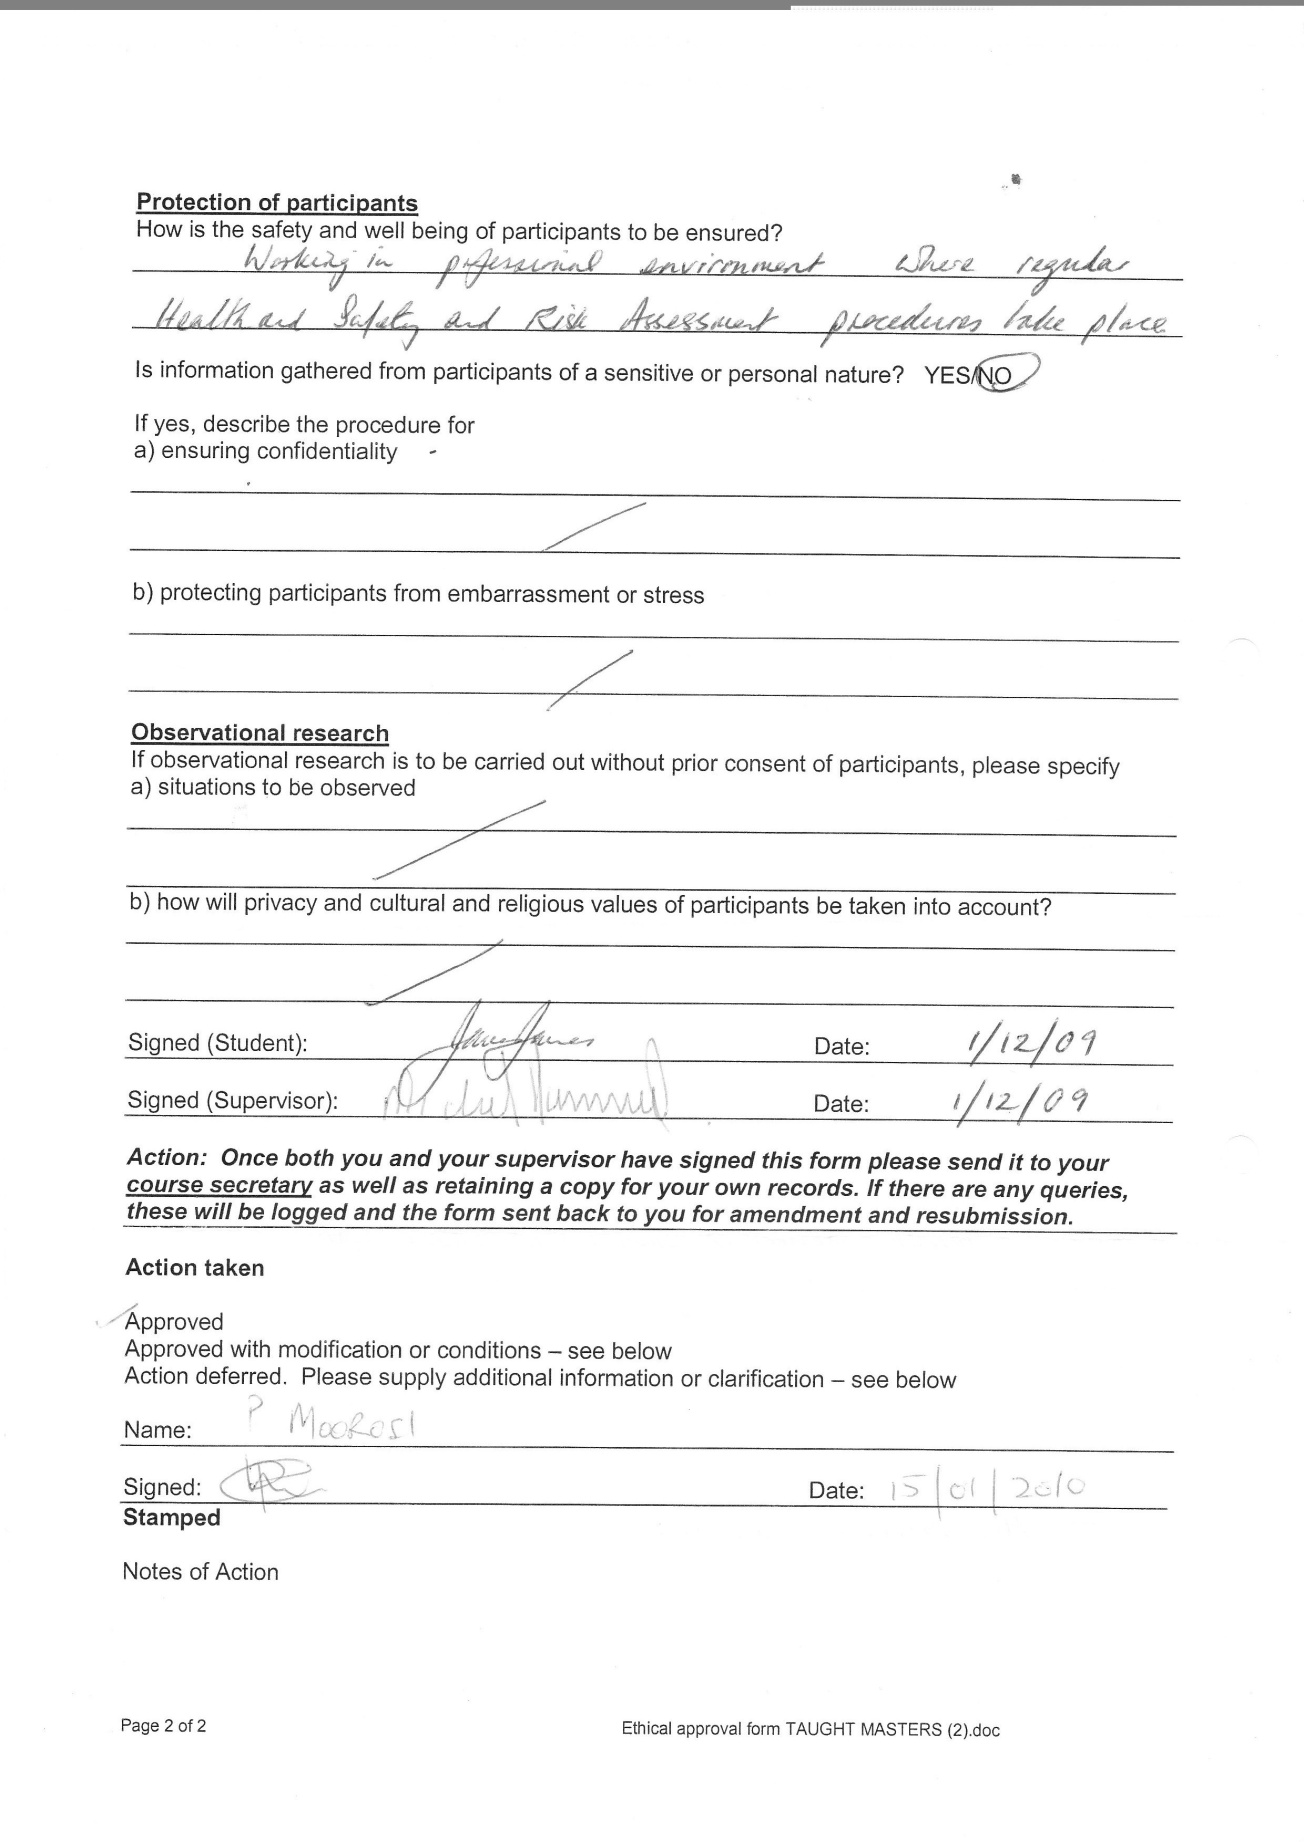 Protection of participants
How is the safety and well being of participants to be ensured?
Working in professional environment where regular
Health and Safety and Risk Assessment procedures take place
Is information gathered from participants of a sensitive or personal nature? YES/NO
If yes, describe the procedure for
a) ensuring confidentiality -
b) protecting participants from embarrassment or stress
Observational research
If observational research is to be carried out without prior consent of participants, please specify
a) situations to be observed
b) how will privacy and cultural and religious values of participants be taken into account?
Signed (Student): Date: 1/12/09
Signed (Supervisor): Date: 1/12/09
Action: Once both you and your supervisor have signed this form please send it to your
course secretary as well as retaining a copy for your own records. If there are any queries,
these will be logged and the form sent back to you for amendment and resubmission.
Action taken
Approved
Approved with modification or conditions – see below
Action deferred. Please supply additional information or clarification – see below
Name: P Moorosi
Signed: Date: 15/01/2010
Stamped
Notes of Action
Page 2 of 2 Ethical approval form TAUGHT MASTERS (2).doc